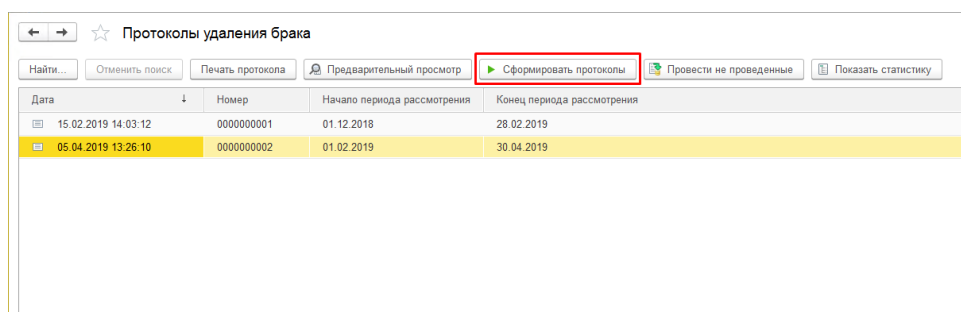 Протоколы удаления брака
Найти... Отменить поиск Печать протокола Предварительный просмотр Сформировать протоколы Провести не проведенные Показать статистику
Дата ↓ Номер Начало периода рассмотрения Конец периода рассмотрения
15.02.2019 14:03:12 0000000001 01.12.2018 28.02.2019
05.04.2019 13:26:10 0000000002 01.02.2019 30.04.2019